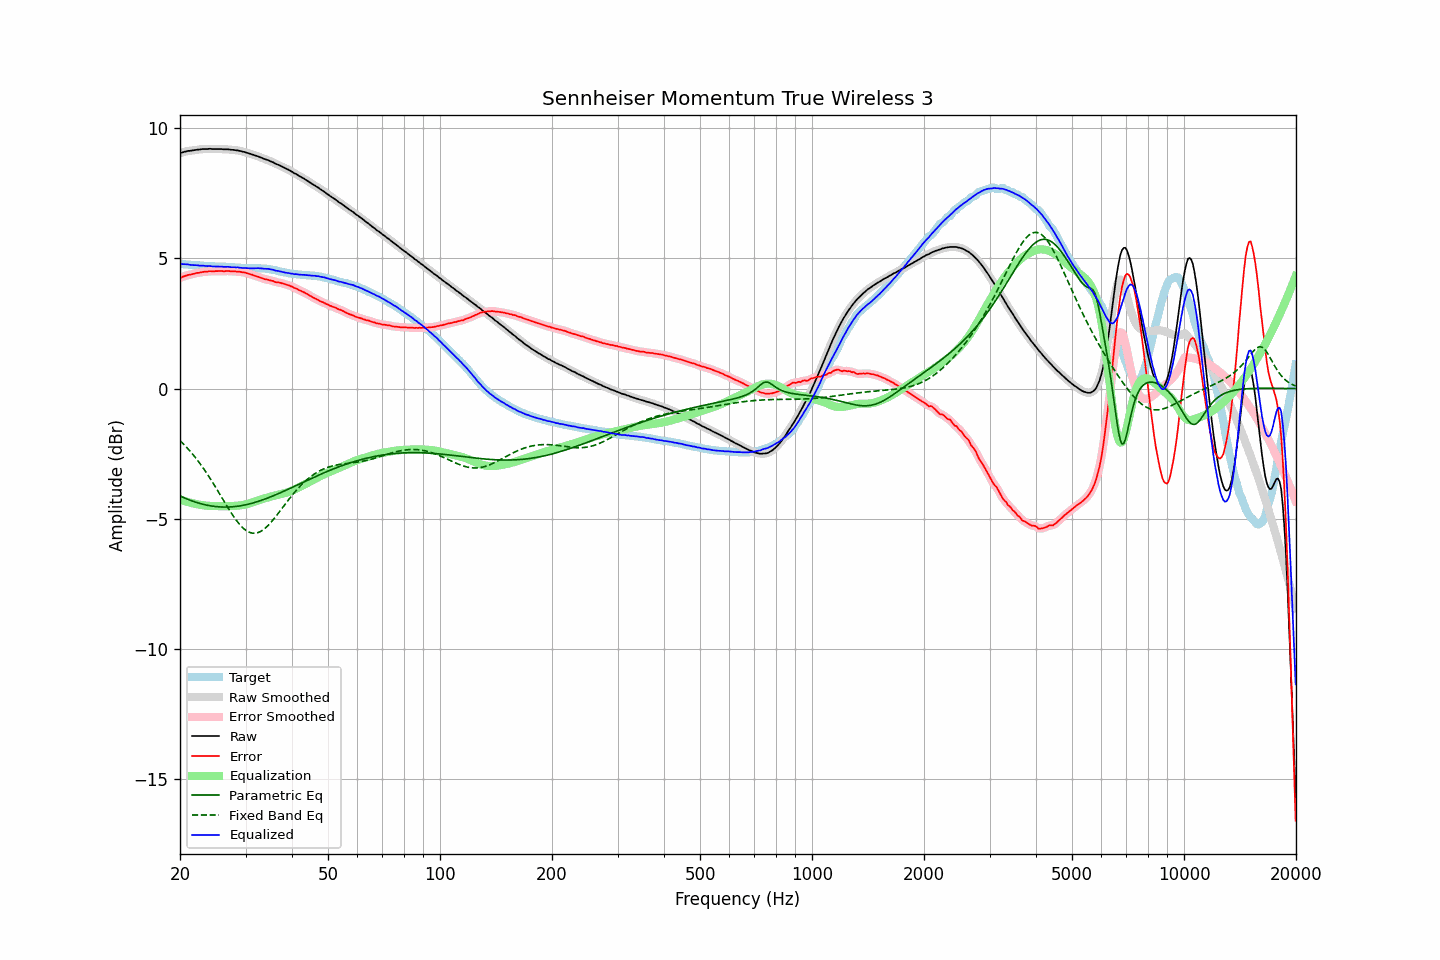 Sennheiser Momentum True Wireless 3
10
5
0
−5
−10
−15
Amplitude (dBr)
Target
Raw Smoothed
Error Smoothed
Raw
Error
Equalization
Parametric Eq
Fixed Band Eq
Equalized
20 50 100 200 500 1000 2000 5000 10000 20000
Frequency (Hz)